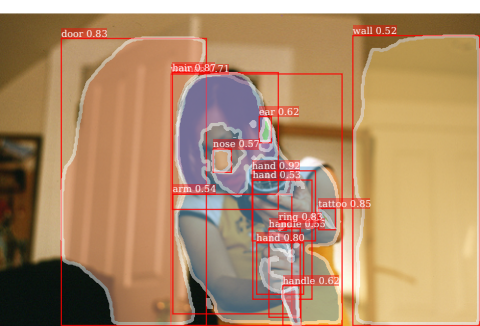 door 0.83
wall 0.52
hair 0.87
.71
ear 0.62
nose 0.57
hand 0.92
hand 0.53
arm 0.54
tattoo 0.85
ring 0.83
handle 0.55
hand 0.80
handle 0.62